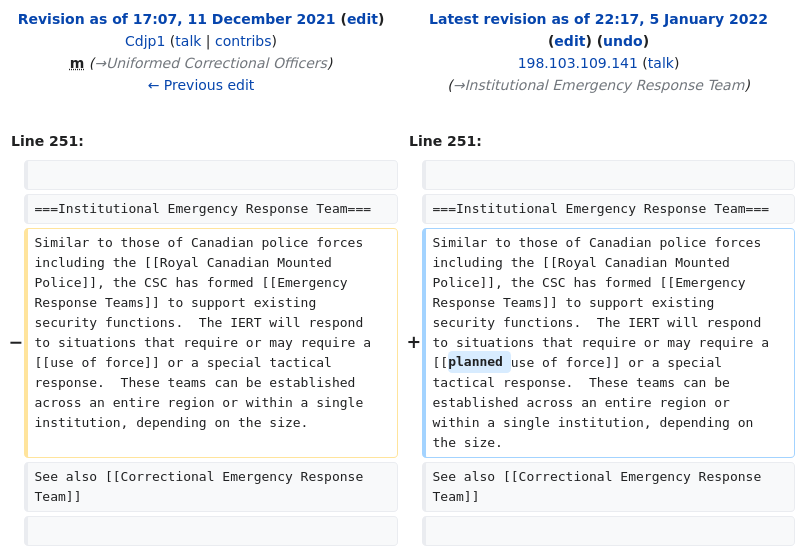 Revision as of 17:07, 11 December 2021 (edit)
Cdjp1 (talk | contribs)
m (→Uniformed Correctional Officers)
← Previous edit
Latest revision as of 22:17, 5 January 2022
(edit) (undo)
198.103.109.141 (talk)
(→Institutional Emergency Response Team)
Line 251:
Line 251:
===Institutional Emergency Response Team===
===Institutional Emergency Response Team===
−
Similar to those of Canadian police forces
including the [[Royal Canadian Mounted
Police]], the CSC has formed [[Emergency
Response Teams]] to support existing
security functions.  The IERT will respond
to situations that require or may require a
[[use of force]] or a special tactical
response.  These teams can be established
across an entire region or within a single
institution, depending on the size.
+
Similar to those of Canadian police forces
including the [[Royal Canadian Mounted
Police]], the CSC has formed [[Emergency
Response Teams]] to support existing
security functions.  The IERT will respond
to situations that require or may require a
[[planned use of force]] or a special
tactical response.  These teams can be
established across an entire region or
within a single institution, depending on
the size.
See also [[Correctional Emergency Response
Team]]
See also [[Correctional Emergency Response
Team]]